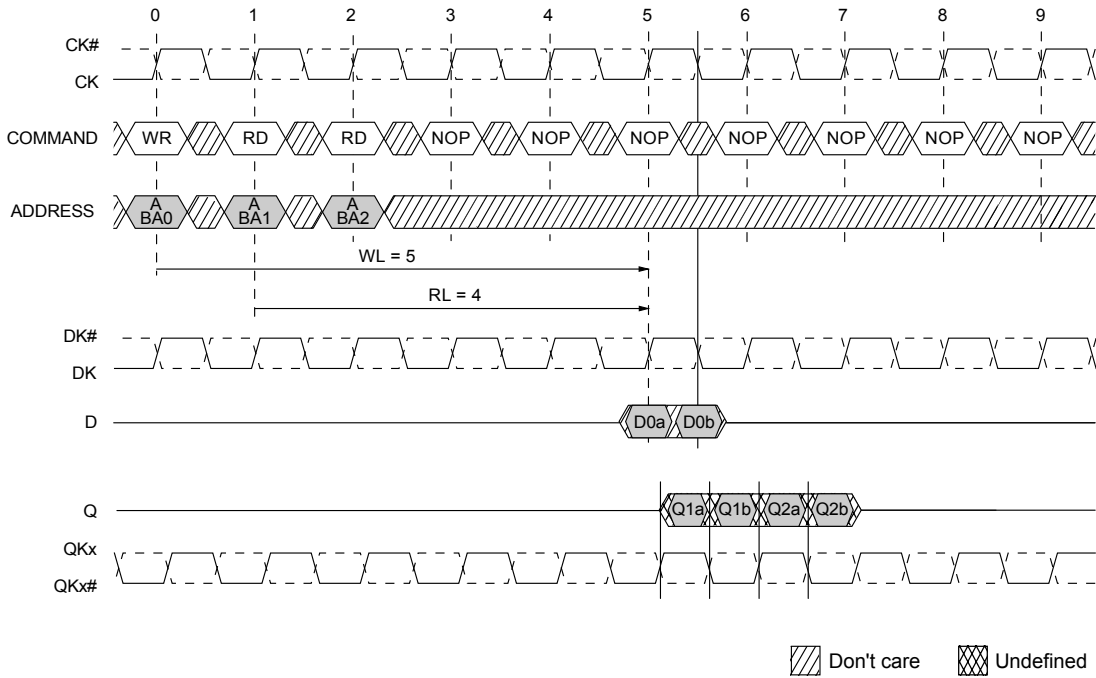 0 1 2 3 4 5 6 7 8 9
CK#
CK
COMMAND WR RD RD NOP NOP NOP NOP NOP NOP NOP
ADDRESS A BA0 A BA1 A BA2
WL = 5
RL = 4
DK#
DK
D D0a D0b
Q Q1a Q1b Q2a Q2b
QKx
QKx#
Don't care Undefined